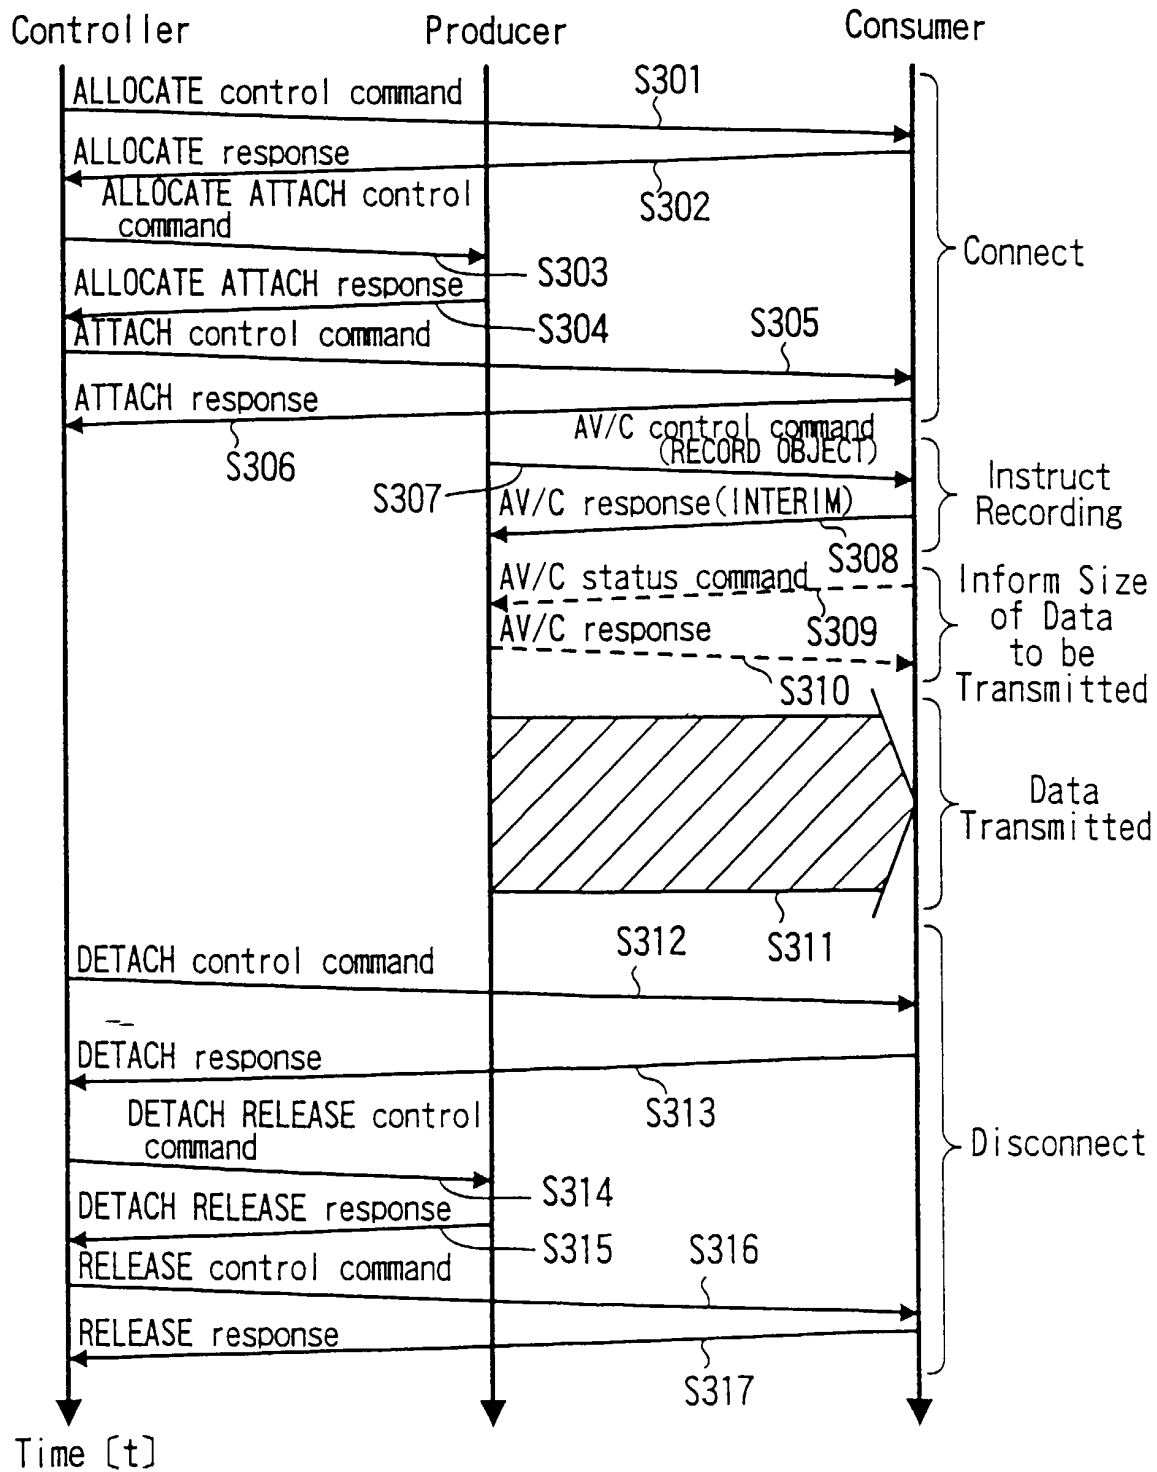 Controller
Producer
Consumer
ALLOCATE control command
S301
ALLOCATE response
S302
ALLOCATE ATTACH control
command
S303
Connect
ALLOCATE ATTACH response
S304
ATTACH control command
S305
ATTACH response
S306
AV/C control command
(RECORD OBJECT)
S307
Instruct
Recording
AV/C response(INTERIM)
S308
AV/C status command
S309
Inform Size
of Data
to be
Transmitted
AV/C response
S310
Data
Transmitted
S311
DETACH control command
S312
DETACH response
S313
DETACH RELEASE control
command
S314
Disconnect
DETACH RELEASE response
S315
RELEASE control command
S316
RELEASE response
S317
Time [t]